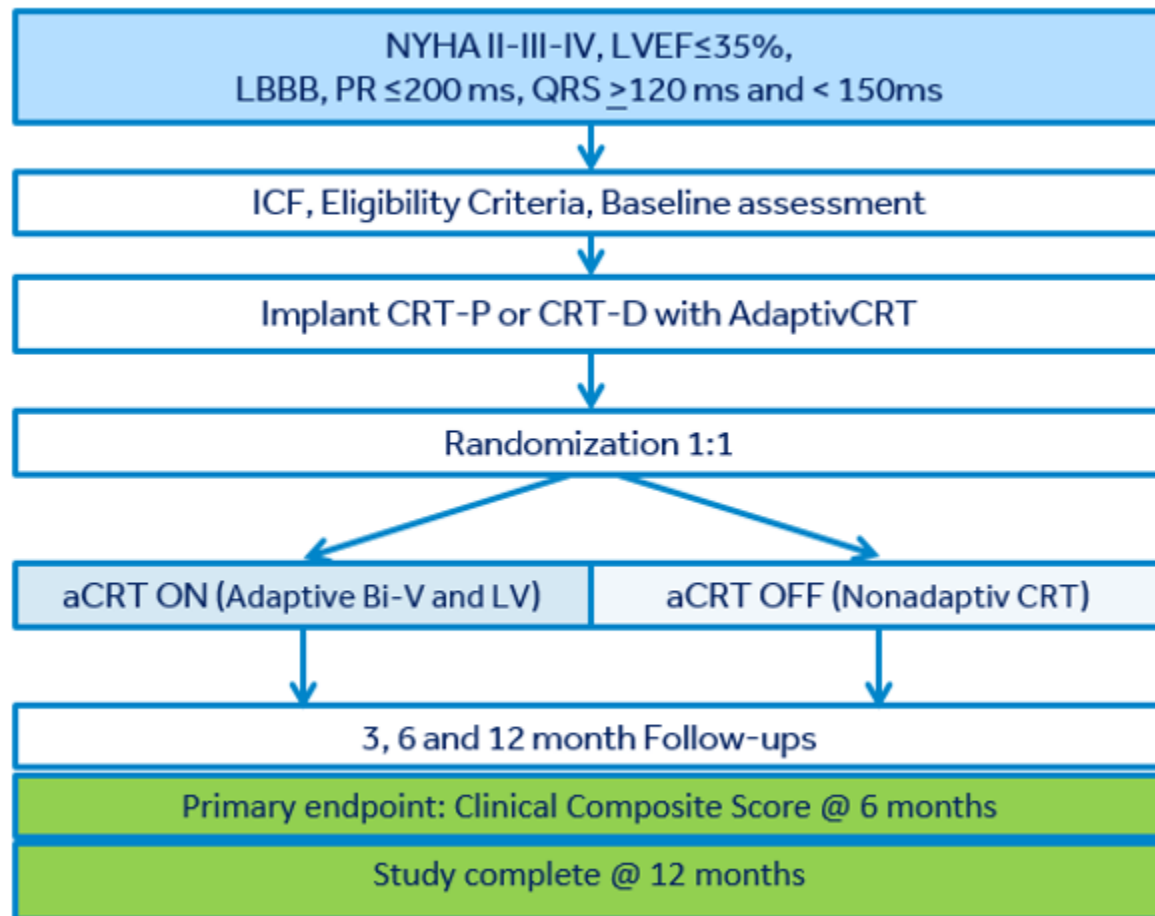 NYHA II-III-IV, LVEF≤35%,
LBBB, PR ≤200 ms, QRS ≥120 ms and < 150ms
ICF, Eligibility Criteria, Baseline assessment
Implant CRT-P or CRT-D with AdaptivCRT
Randomization 1:1
aCRT ON (Adaptive Bi-V and LV)
aCRT OFF (Nonadaptiv CRT)
3, 6 and 12 month Follow-ups
Primary endpoint: Clinical Composite Score @ 6 months
Study complete @ 12 months